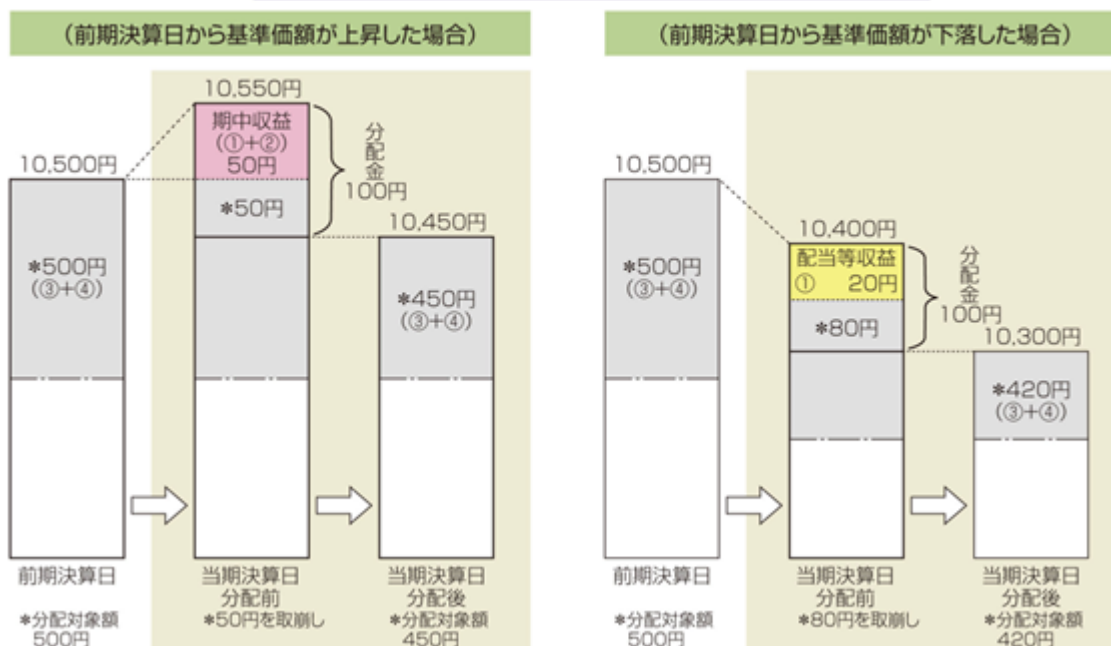 (前期決算日から基準価額が上昇した場合)
10,550円
期中収益
(①+②)
50円
分配金
100円
10,500円
*50円
10,450円
*500円
(③+④)
*450円
(③+④)
前期決算日
当期決算日
分配前
当期決算日
分配後
*分配対象額
500円
*50円を取崩し
*分配対象額
450円
(前期決算日から基準価額が下落した場合)
10,500円
10,400円
配当等収益
① 20円
分配金
100円
*500円
(③+④)
*80円
10,300円
*420円
(③+④)
前期決算日
当期決算日
分配前
当期決算日
分配後
*分配対象額
500円
*80円を取崩し
*分配対象額
420円